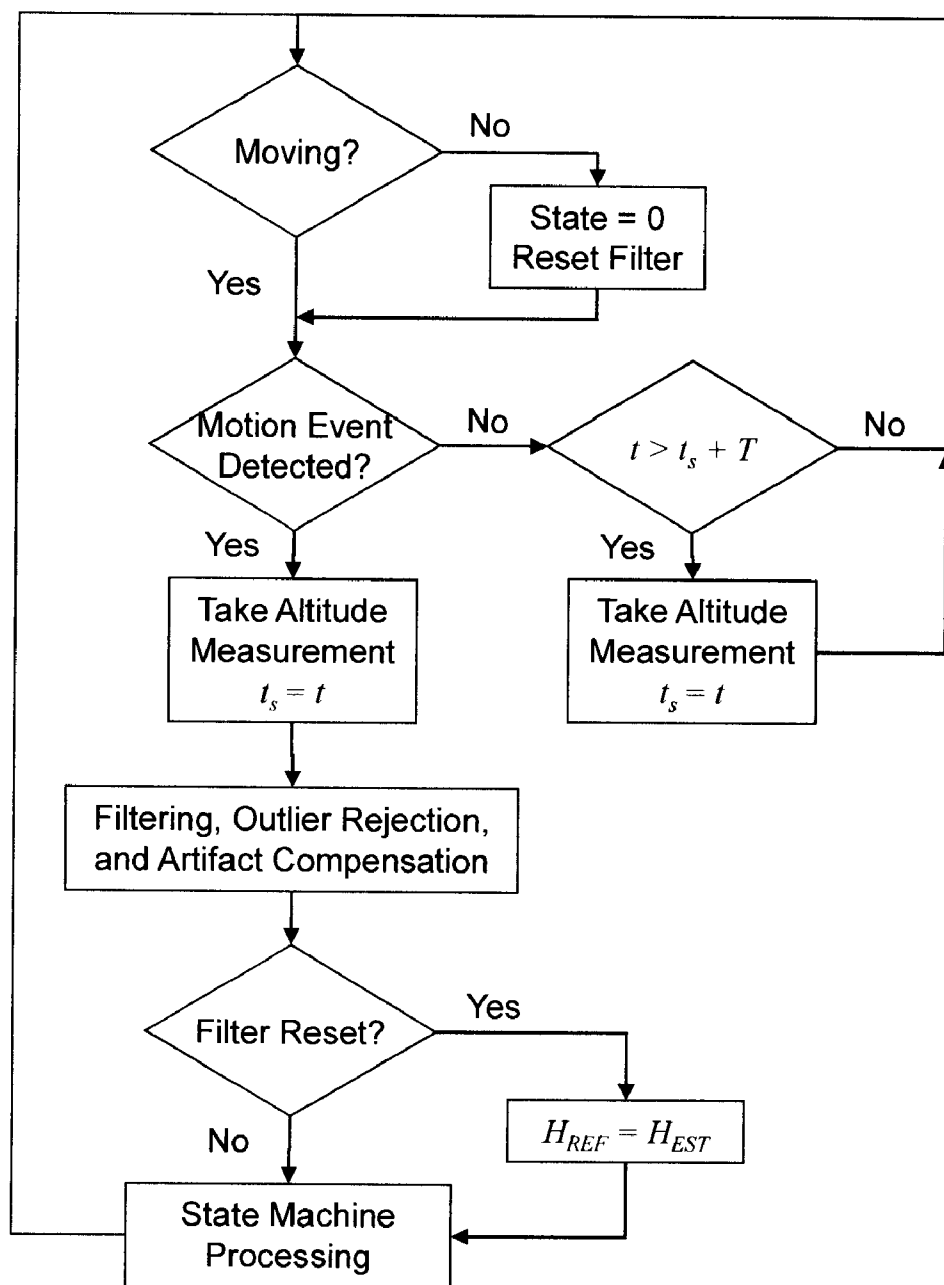 Moving?
No
State = 0
Reset Filter
Yes
Motion Event
Detected?
No
t > t_s + T
No
Yes
Take Altitude
Measurement
t_s = t
Yes
Take Altitude
Measurement
t_s = t
Filtering, Outlier Rejection,
and Artifact Compensation
Filter Reset?
Yes
H_REF = H_EST
No
State Machine
Processing